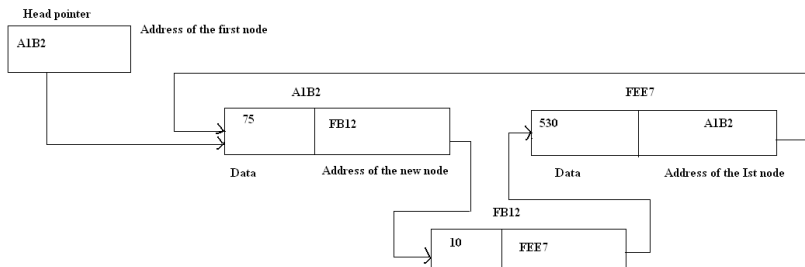 Head pointer
A1B2
Address of the first node
A1B2
75
FB12
Data
Address of the new node
FEE7
530
A1B2
Data
Address of the Ist node
FB12
10
FEE7